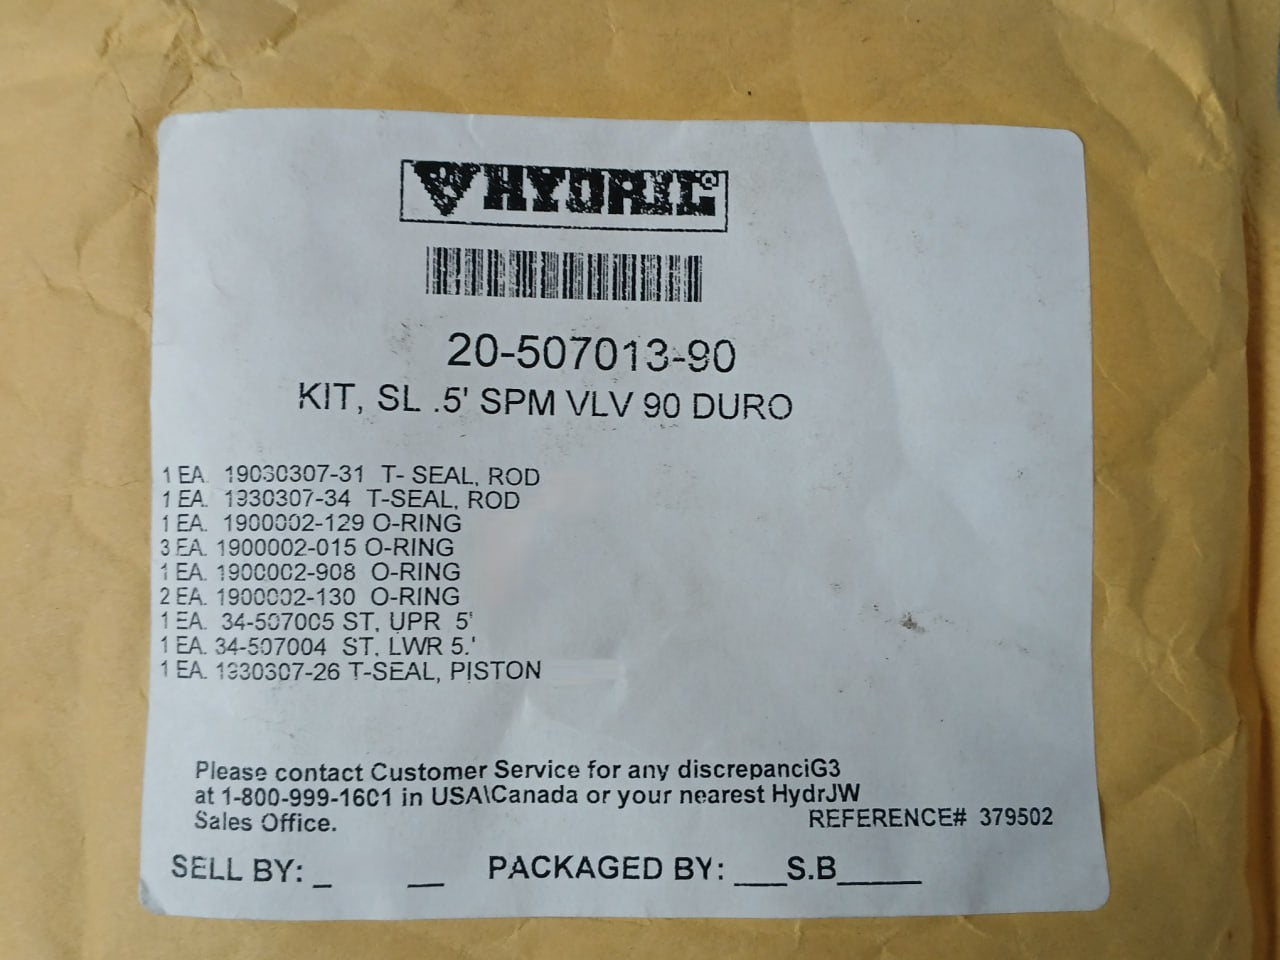 HYDRIL®
20-507013-90
KIT, SL .5' SPM VLV 90 DURO
1 EA. 19030307-31 T- SEAL, ROD
1 EA. 1930307-34 T-SEAL, ROD
1 EA. 1900002-129 O-RING
3 EA. 1900002-015 O-RING
1 EA. 1900002-908 O-RING
2 EA. 1900002-130 O-RING
1 EA. 34-507005 ST, UPR 5'
1 EA. 34-507004 ST, LWR 5.'
1 EA. 1930307-26 T-SEAL, PISTON
Please contact Customer Service for any discrepanciG3
at 1-800-999-1601 in USA\Canada or your nearest HydrJW
Sales Office.
REFERENCE# 379502
SELL BY: _ __ PACKAGED BY: ___S.B_____